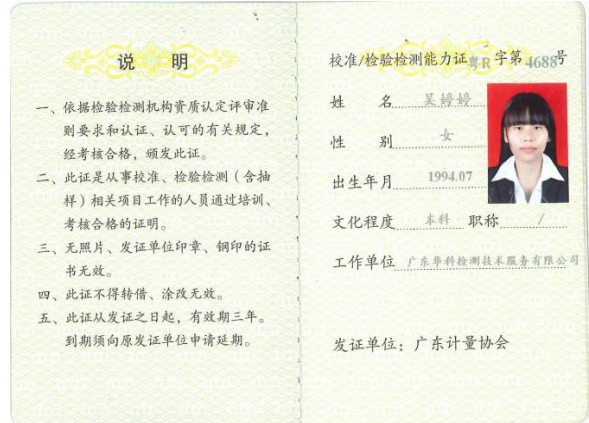 说 明
一、依据检验检测机构资质认定评审准
则要求和认证、认可的有关规定，
经考核合格，颁发此证。
二、此证是从事校准、检验检测（含抽
样）相关项目工作的人员通过培训、
考核合格的证明。
三、无照片、发证单位印章、钢印的证
书无效。
四、此证不得转借、涂改无效。
五、此证从发证之日起，有效期三年。
到期须向原发证单位申请延期。
校准/检验检测能力证粤R字第4688号
姓 名 吴婷婷
性 别 女
出生年月 1994.07
文化程度 本科 职称 /
工作单位 广东华科检测技术服务有限公司
发证单位：广东计量协会